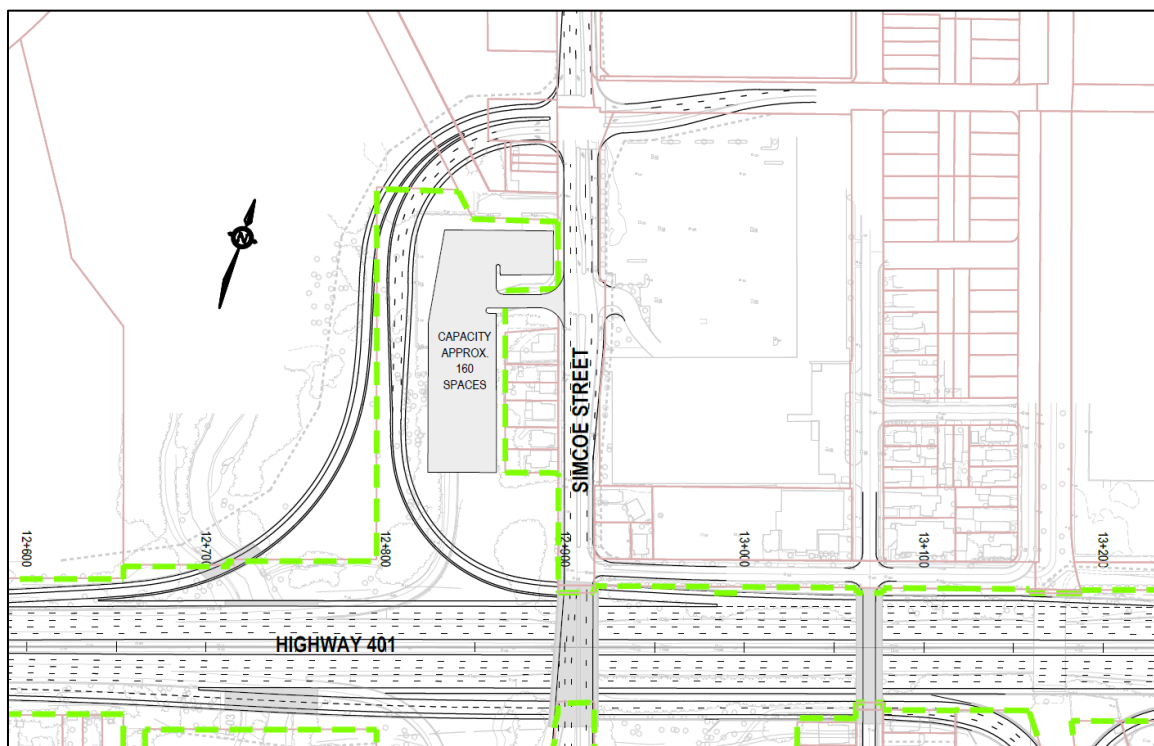 N
CAPACITY
APPROX.
160
SPACES
SIMCOE STREET
12+600
12+700
12+800
12+900
13+000
13+100
13+200
HIGHWAY 401